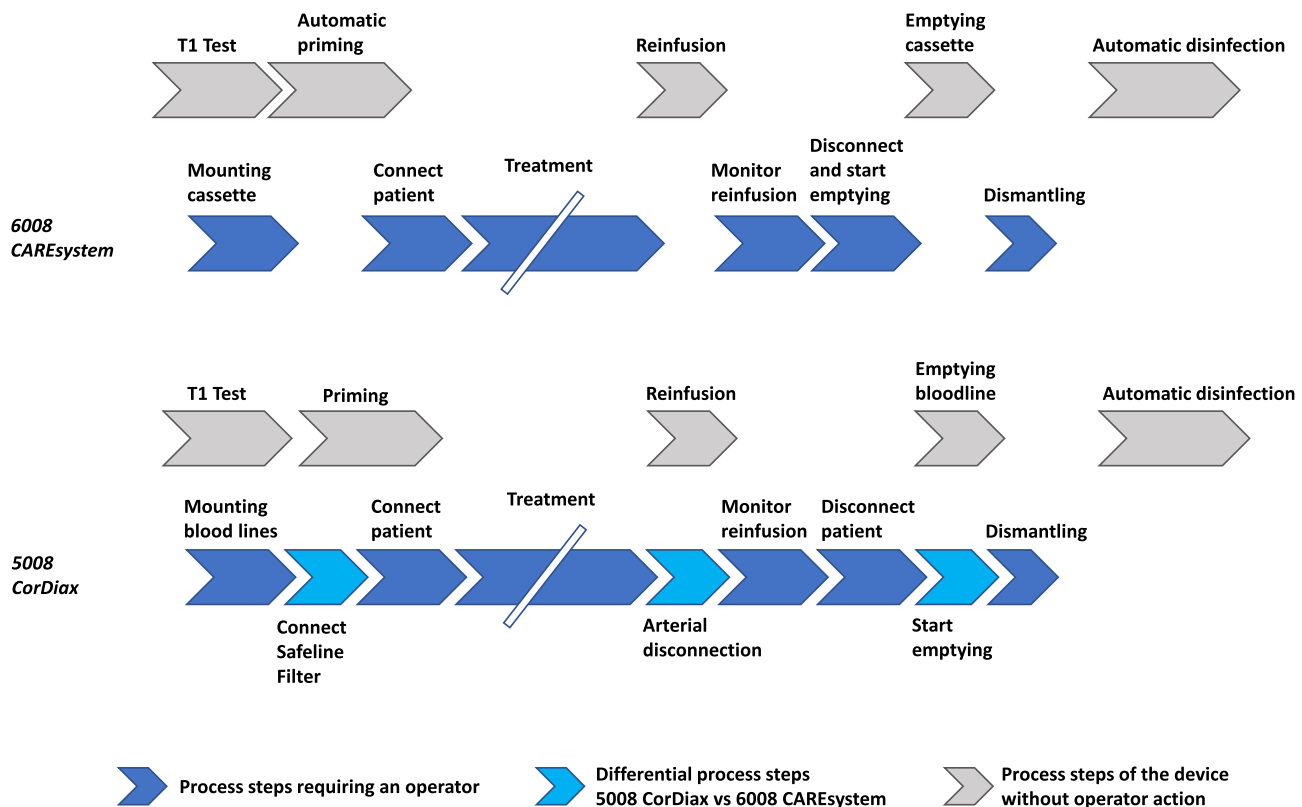 T1 Test
Automatic
priming
Reinfusion
Emptying
cassette
Automatic disinfection
6008
CAREsystem
Mounting
cassette
Connect
patient
Treatment
Monitor
reinfusion
Disconnect
and start
emptying
Dismantling
T1 Test
Priming
Reinfusion
Emptying
bloodline
Automatic disinfection
5008
CorDiax
Mounting
blood lines
Connect
patient
Treatment
Monitor
reinfusion
Disconnect
patient
Dismantling
Connect
Safeline
Filter
Arterial
disconnection
Start
emptying
Process steps requiring an operator
Differential process steps
5008 CorDiax vs 6008 CAREsystem
Process steps of the device
without operator action